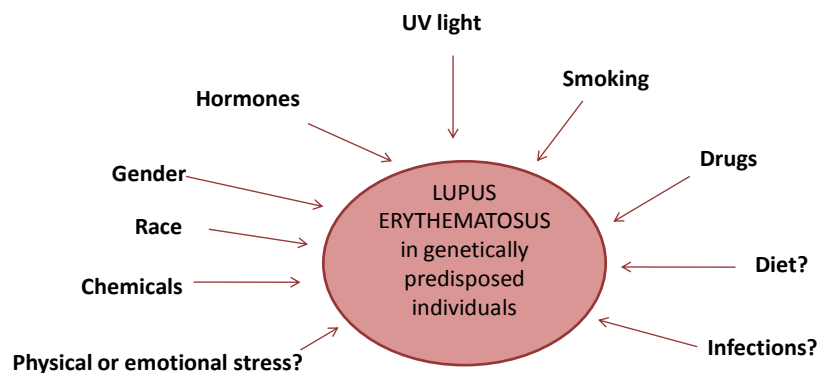 UV light
Smoking
Hormones
Drugs
Gender
Race
Chemicals
Physical or emotional stress?
LUPUS
ERYTHEMATOSUS
in genetically
predisposed
individuals
Diet?
Infections?